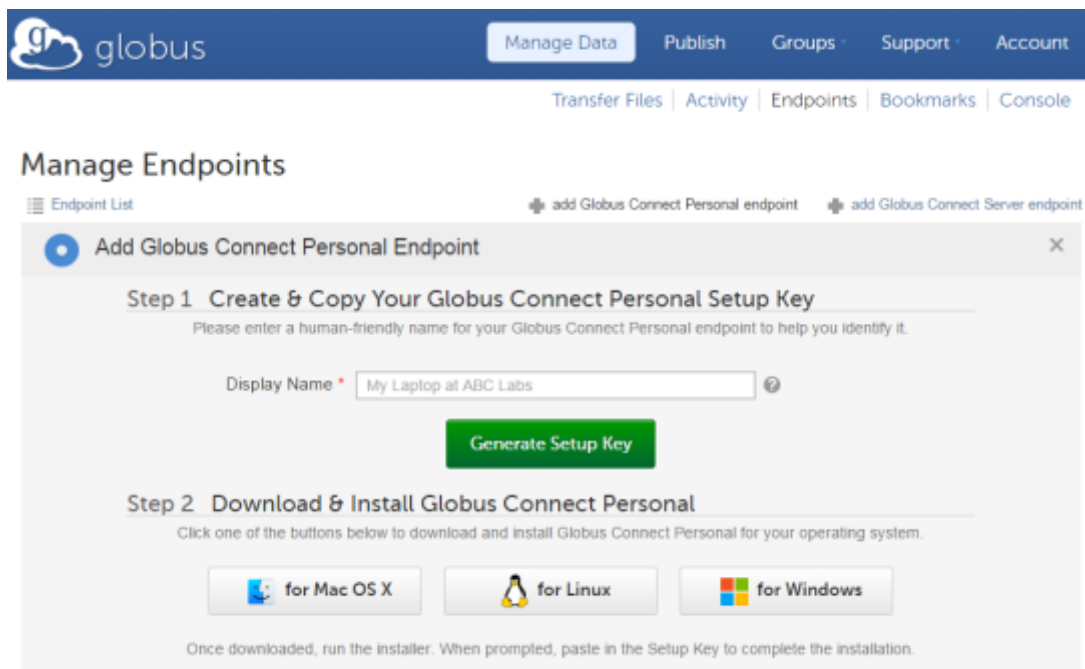 g globus Manage Data Publish Groups Support Account
Transfer Files Activity Endpoints Bookmarks Console
Manage Endpoints
Endpoint List add Globus Connect Personal endpoint add Globus Connect Server endpoint
Add Globus Connect Personal Endpoint
Step 1 Create & Copy Your Globus Connect Personal Setup Key
Please enter a human-friendly name for your Globus Connect Personal endpoint to help you identify it.
Display Name * My Laptop at ABC Labs ?
Generate Setup Key
Step 2 Download & Install Globus Connect Personal
Click one of the buttons below to download and install Globus Connect Personal for your operating system.
for Mac OS X for Linux for Windows
Once downloaded, run the installer. When prompted, paste in the Setup Key to complete the installation.